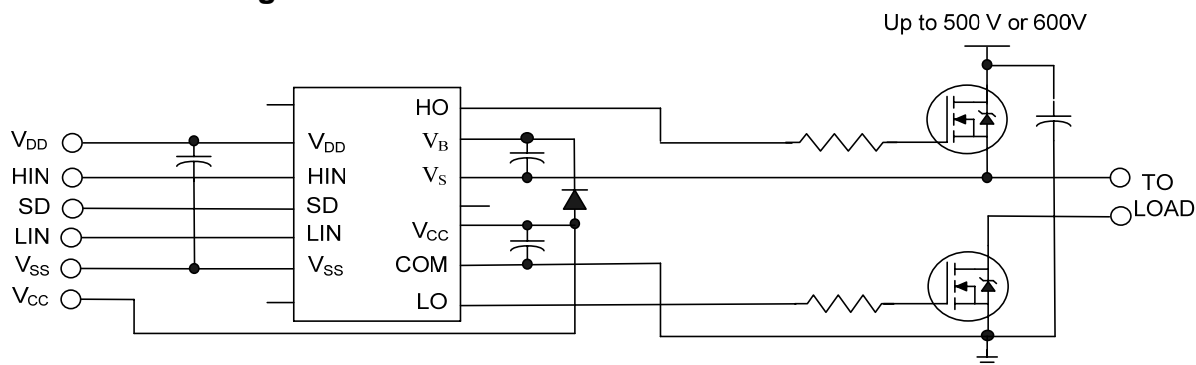 Up to 500 V or 600V
HO
VDD
VDD
VB
HIN
HIN
VS
TO
SD
SD
LOAD
LIN
LIN
VCC
VSS
VSS
COM
VCC
LO